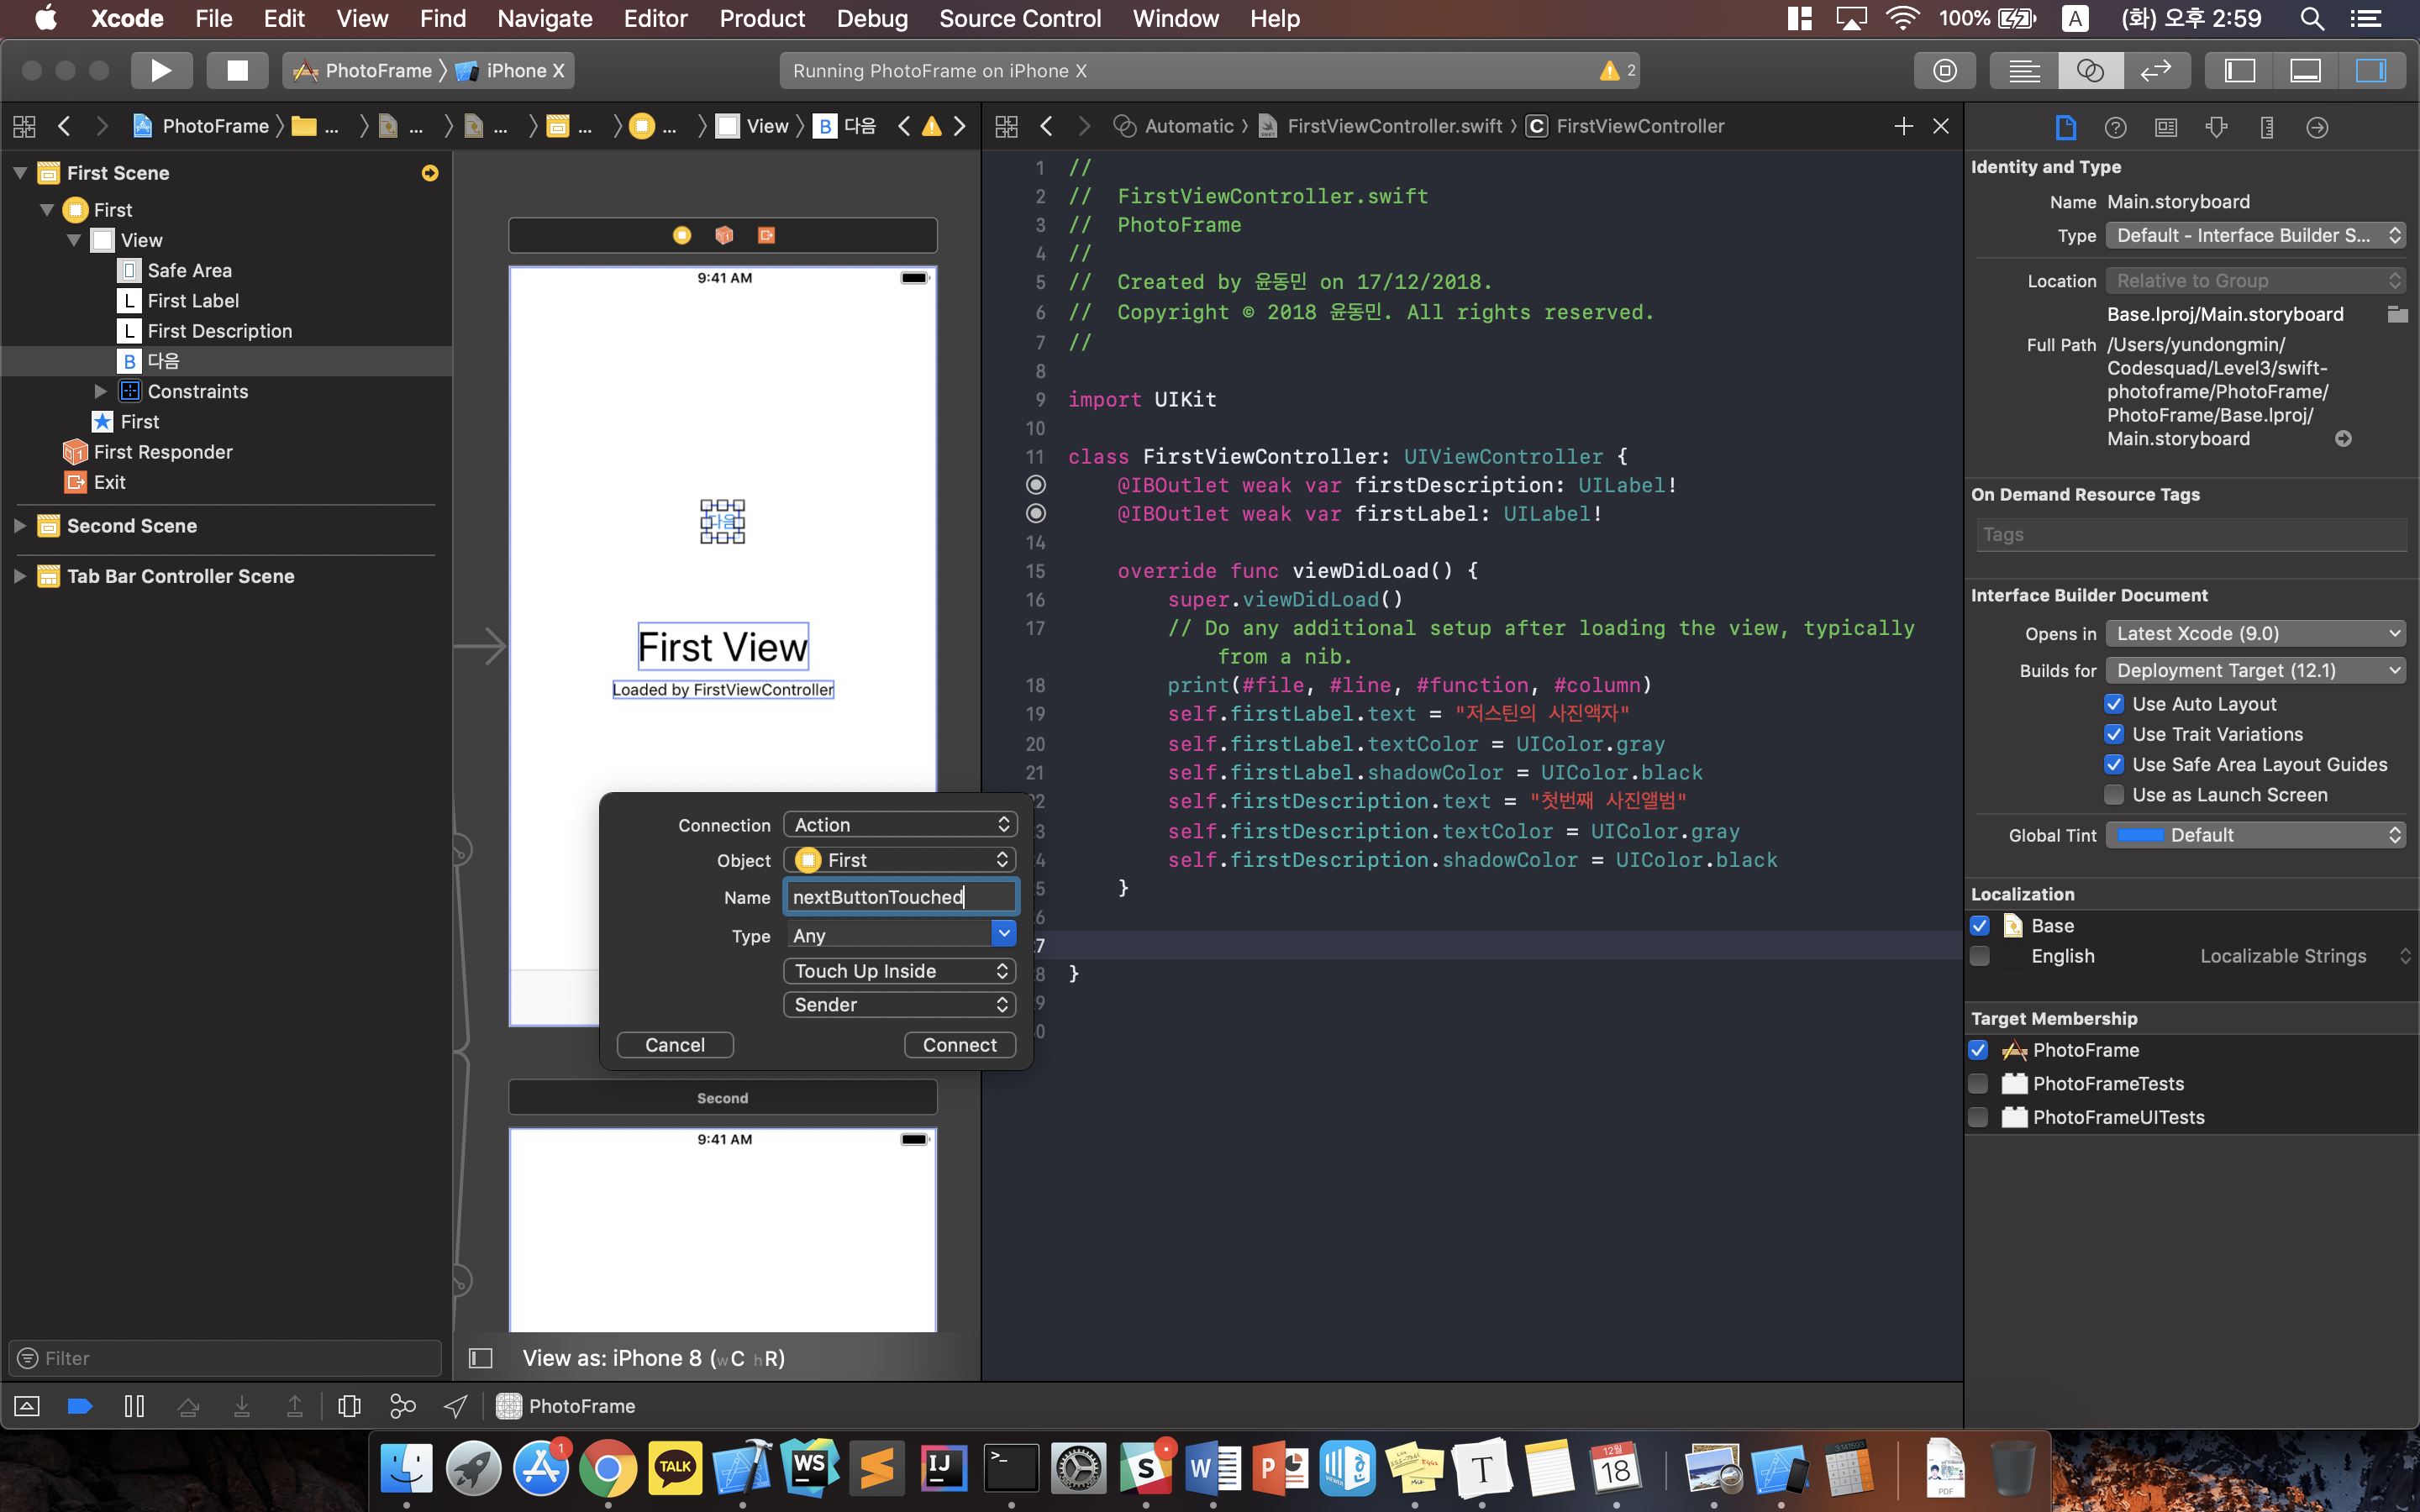 Xcode File Edit View Find Navigate Editor Product Debug Source Control Window Help 100% A (화) 오후 2:59
PhotoFrame iPhone X
Running PhotoFrame on iPhone X 2
PhotoFrame ... ... ... ... ... View B 다음
Automatic FirstViewController.swift C FirstViewController
First Scene
First
View
Safe Area
L First Label
L First Description
B 다음
Constraints
First
First Responder
Exit
Second Scene
Tab Bar Controller Scene
Filter
9:41 AM
다음
First View
Loaded by FirstViewController
Connection Action
Object First
Name nextButtonTouched
Type Any
Touch Up Inside
Sender
Cancel Connect
Second
9:41 AM
View as: iPhone 8 (wC hR)
1 //
2 //  FirstViewController.swift
3 //  PhotoFrame
4 //
5 //  Created by 윤동민 on 17/12/2018.
6 //  Copyright © 2018 윤동민. All rights reserved.
7 //
8
9 import UIKit
10
11 class FirstViewController: UIViewController {
@IBOutlet weak var firstDescription: UILabel!
@IBOutlet weak var firstLabel: UILabel!
14
15 override func viewDidLoad() {
16 super.viewDidLoad()
17 // Do any additional setup after loading the view, typically
from a nib.
18 print(#file, #line, #function, #column)
19 self.firstLabel.text = "저스틴의 사진액자"
20 self.firstLabel.textColor = UIColor.gray
21 self.firstLabel.shadowColor = UIColor.black
2 self.firstDescription.text = "첫번째 사진앨범"
3 self.firstDescription.textColor = UIColor.gray
4 self.firstDescription.shadowColor = UIColor.black
5 }
6
7
8 }
9
0
Identity and Type
Name Main.storyboard
Type Default - Interface Builder S...
Location Relative to Group
Base.lproj/Main.storyboard
Full Path /Users/yundongmin/
Codesquad/Level3/swift-
photoframe/PhotoFrame/
PhotoFrame/Base.lproj/
Main.storyboard
On Demand Resource Tags
Tags
Interface Builder Document
Opens in Latest Xcode (9.0)
Builds for Deployment Target (12.1)
Use Auto Layout
Use Trait Variations
Use Safe Area Layout Guides
Use as Launch Screen
Global Tint Default
Localization
Base
English Localizable Strings
Target Membership
PhotoFrame
PhotoFrameTests
PhotoFrameUITests
PhotoFrame
1 TALK WS IJ >_ S W P VIEWER T 12월 18 PDF